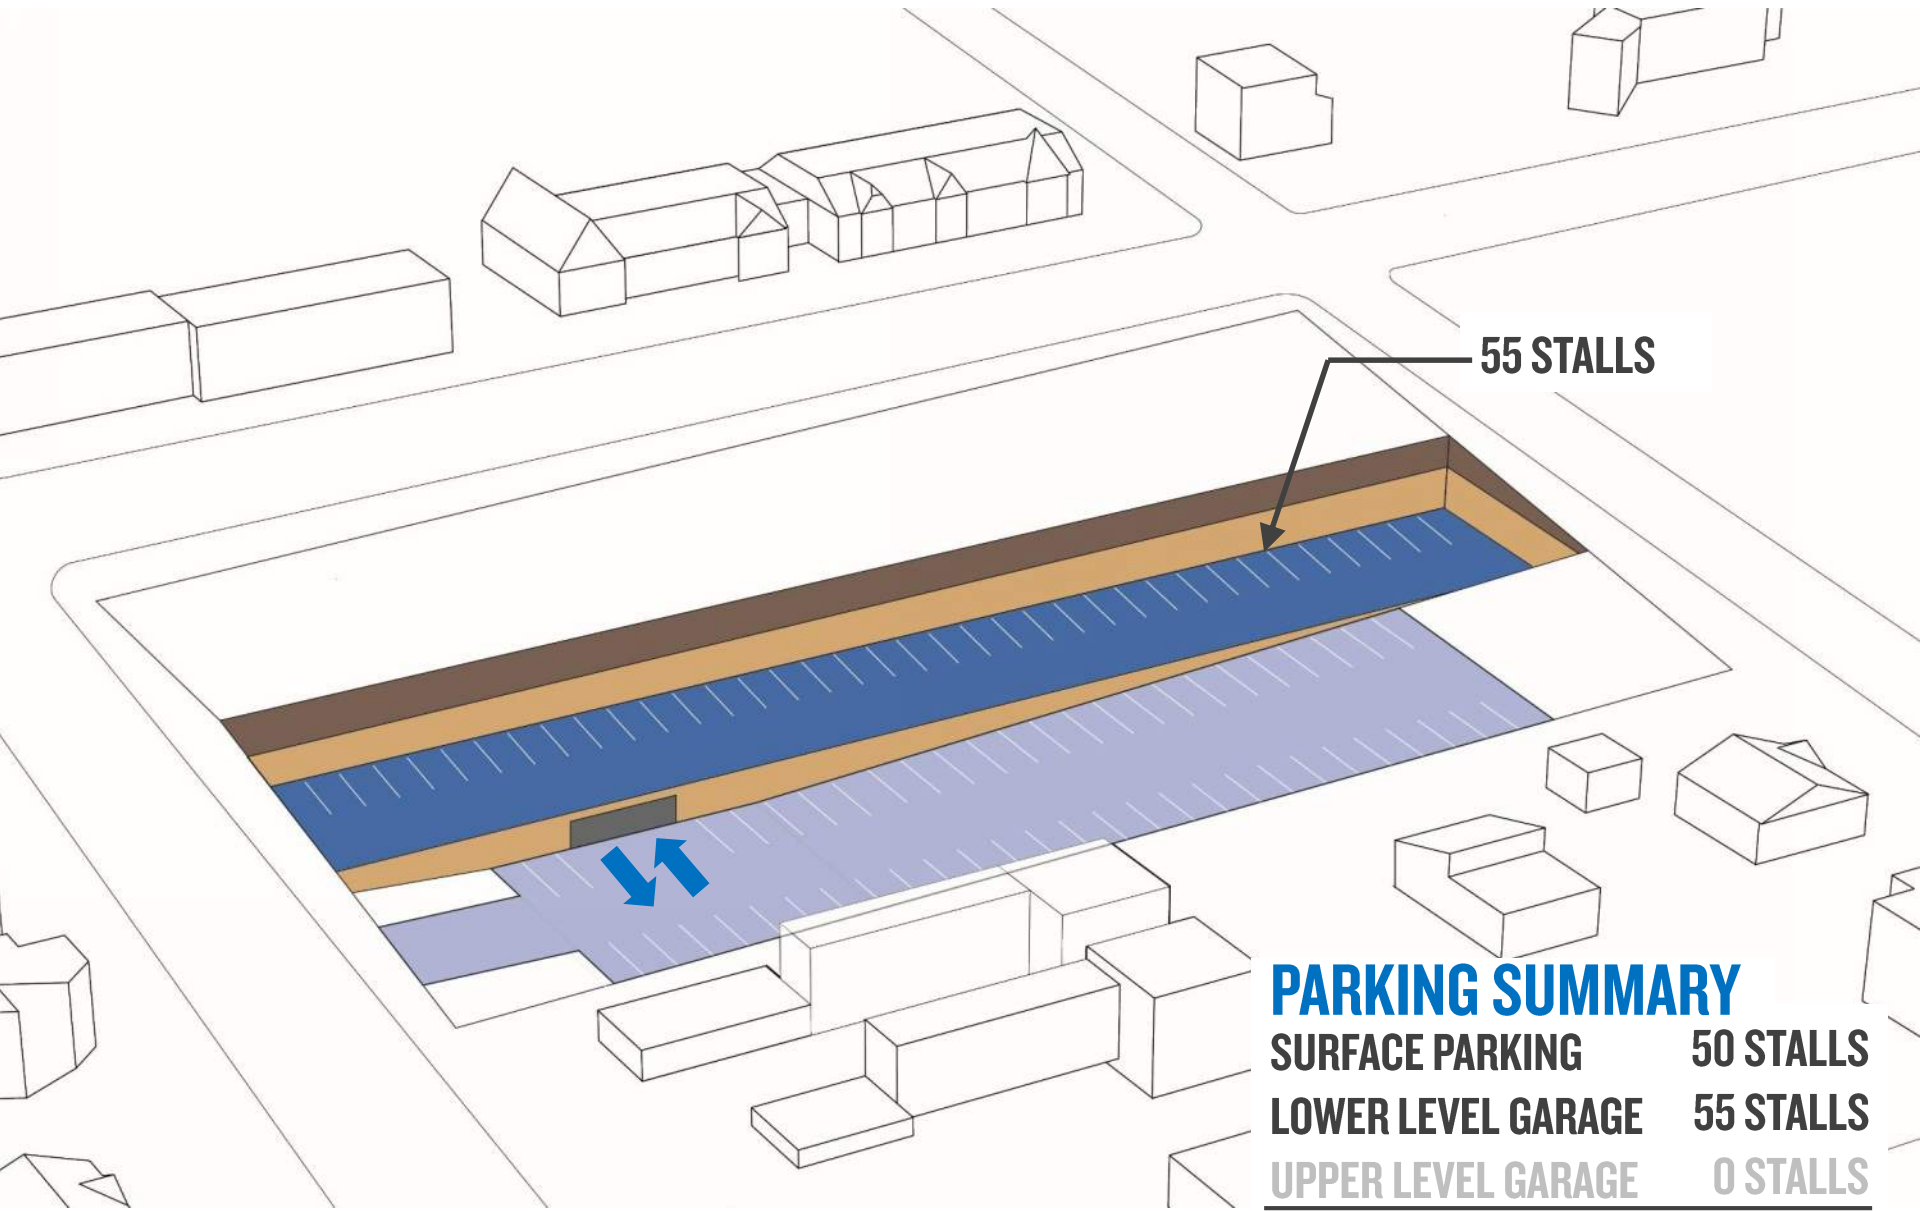 55 STALLS
PARKING SUMMARY
SURFACE PARKING 50 STALLS
LOWER LEVEL GARAGE 55 STALLS
UPPER LEVEL GARAGE 0 STALLS